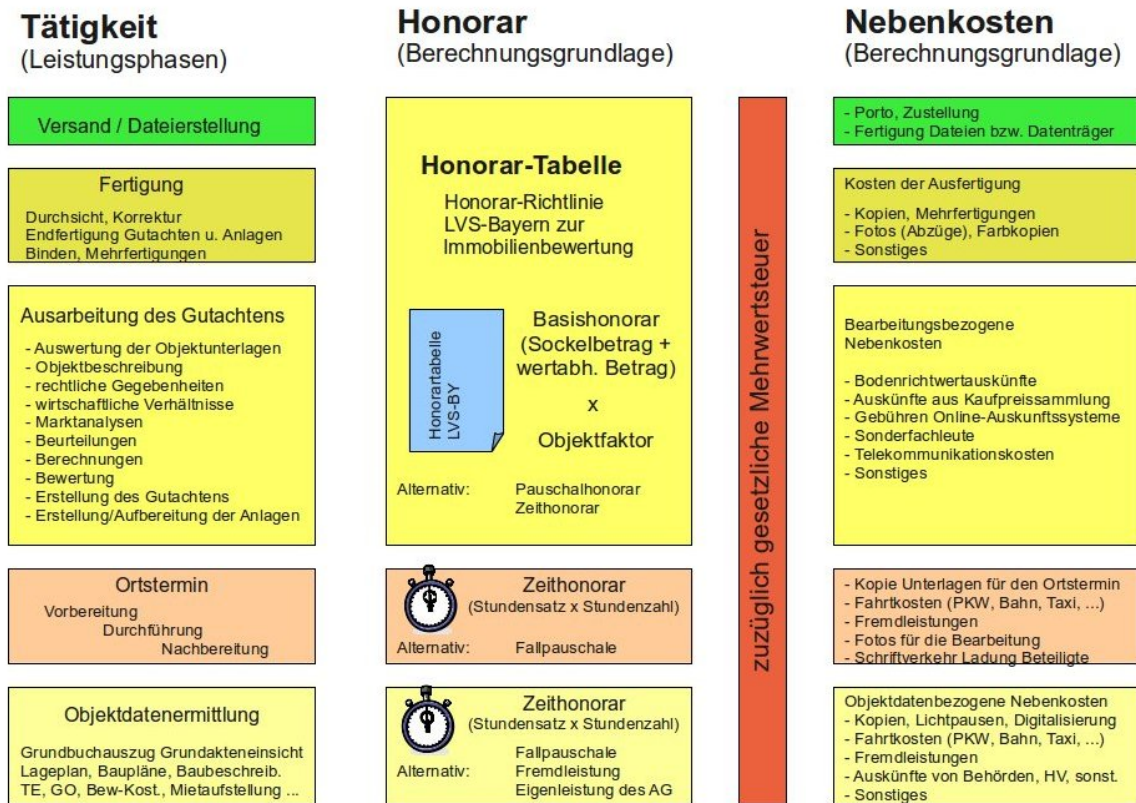 Tätigkeit
(Leistungsphasen)
Versand / Dateierstellung
Fertigung
Durchsicht, Korrektur
Endfertigung Gutachten u. Anlagen
Binden, Mehrfertigungen
Ausarbeitung des Gutachtens
- Auswertung der Objektunterlagen
- Objektbeschreibung
- rechtliche Gegebenheiten
- wirtschaftliche Verhältnisse
- Marktanalysen
- Beurteilungen
- Berechnungen
- Bewertung
- Erstellung des Gutachtens
- Erstellung/Aufbereitung der Anlagen
Ortstermin
Vorbereitung
Durchführung
Nachbereitung
Objektdatenermittlung
Grundbuchauszug Grundakteneinsicht
Lageplan, Baupläne, Baubeschreib.
TE, GO, Bew-Kost., Mietaufstellung ...
Honorar
(Berechnungsgrundlage)
Honorar-Tabelle
Honorar-Richtlinie
LVS-Bayern zur
Immobilienbewertung
Honorartabelle
LVS-BY
Basishonorar
(Sockelbetrag +
wertabh. Betrag)
x
Objektfaktor
Alternativ: Pauschalhonorar
Zeithonorar
Zeithonorar
(Stundensatz x Stundenzahl)
Alternativ: Fallpauschale
Zeithonorar
(Stundensatz x Stundenzahl)
Fallpauschale
Alternativ: Fremdleistung
Eigenleistung des AG
zuzüglich gesetzliche Mehrwertsteuer
Nebenkosten
(Berechnungsgrundlage)
- Porto, Zustellung
- Fertigung Dateien bzw. Datenträger
Kosten der Ausfertigung
- Kopien, Mehrfertigungen
- Fotos (Abzüge), Farbkopien
- Sonstiges
Bearbeitungsbezogene
Nebenkosten
- Bodenrichtwertauskünfte
- Auskünfte aus Kaufpreissammlung
- Gebühren Online-Auskunftssysteme
- Sonderfachleute
- Telekommunikationskosten
- Sonstiges
- Kopie Unterlagen für den Ortstermin
- Fahrtkosten (PKW, Bahn, Taxi, ...)
- Fremdleistungen
- Fotos für die Bearbeitung
- Schriftverkehr Ladung Beteiligte
Objektdatenbezogene Nebenkosten
- Kopien, Lichtpausen, Digitalisierung
- Fahrtkosten (PKW, Bahn, Taxi, ...)
- Fremdleistungen
- Auskünfte von Behörden, HV, sonst.
- Sonstiges